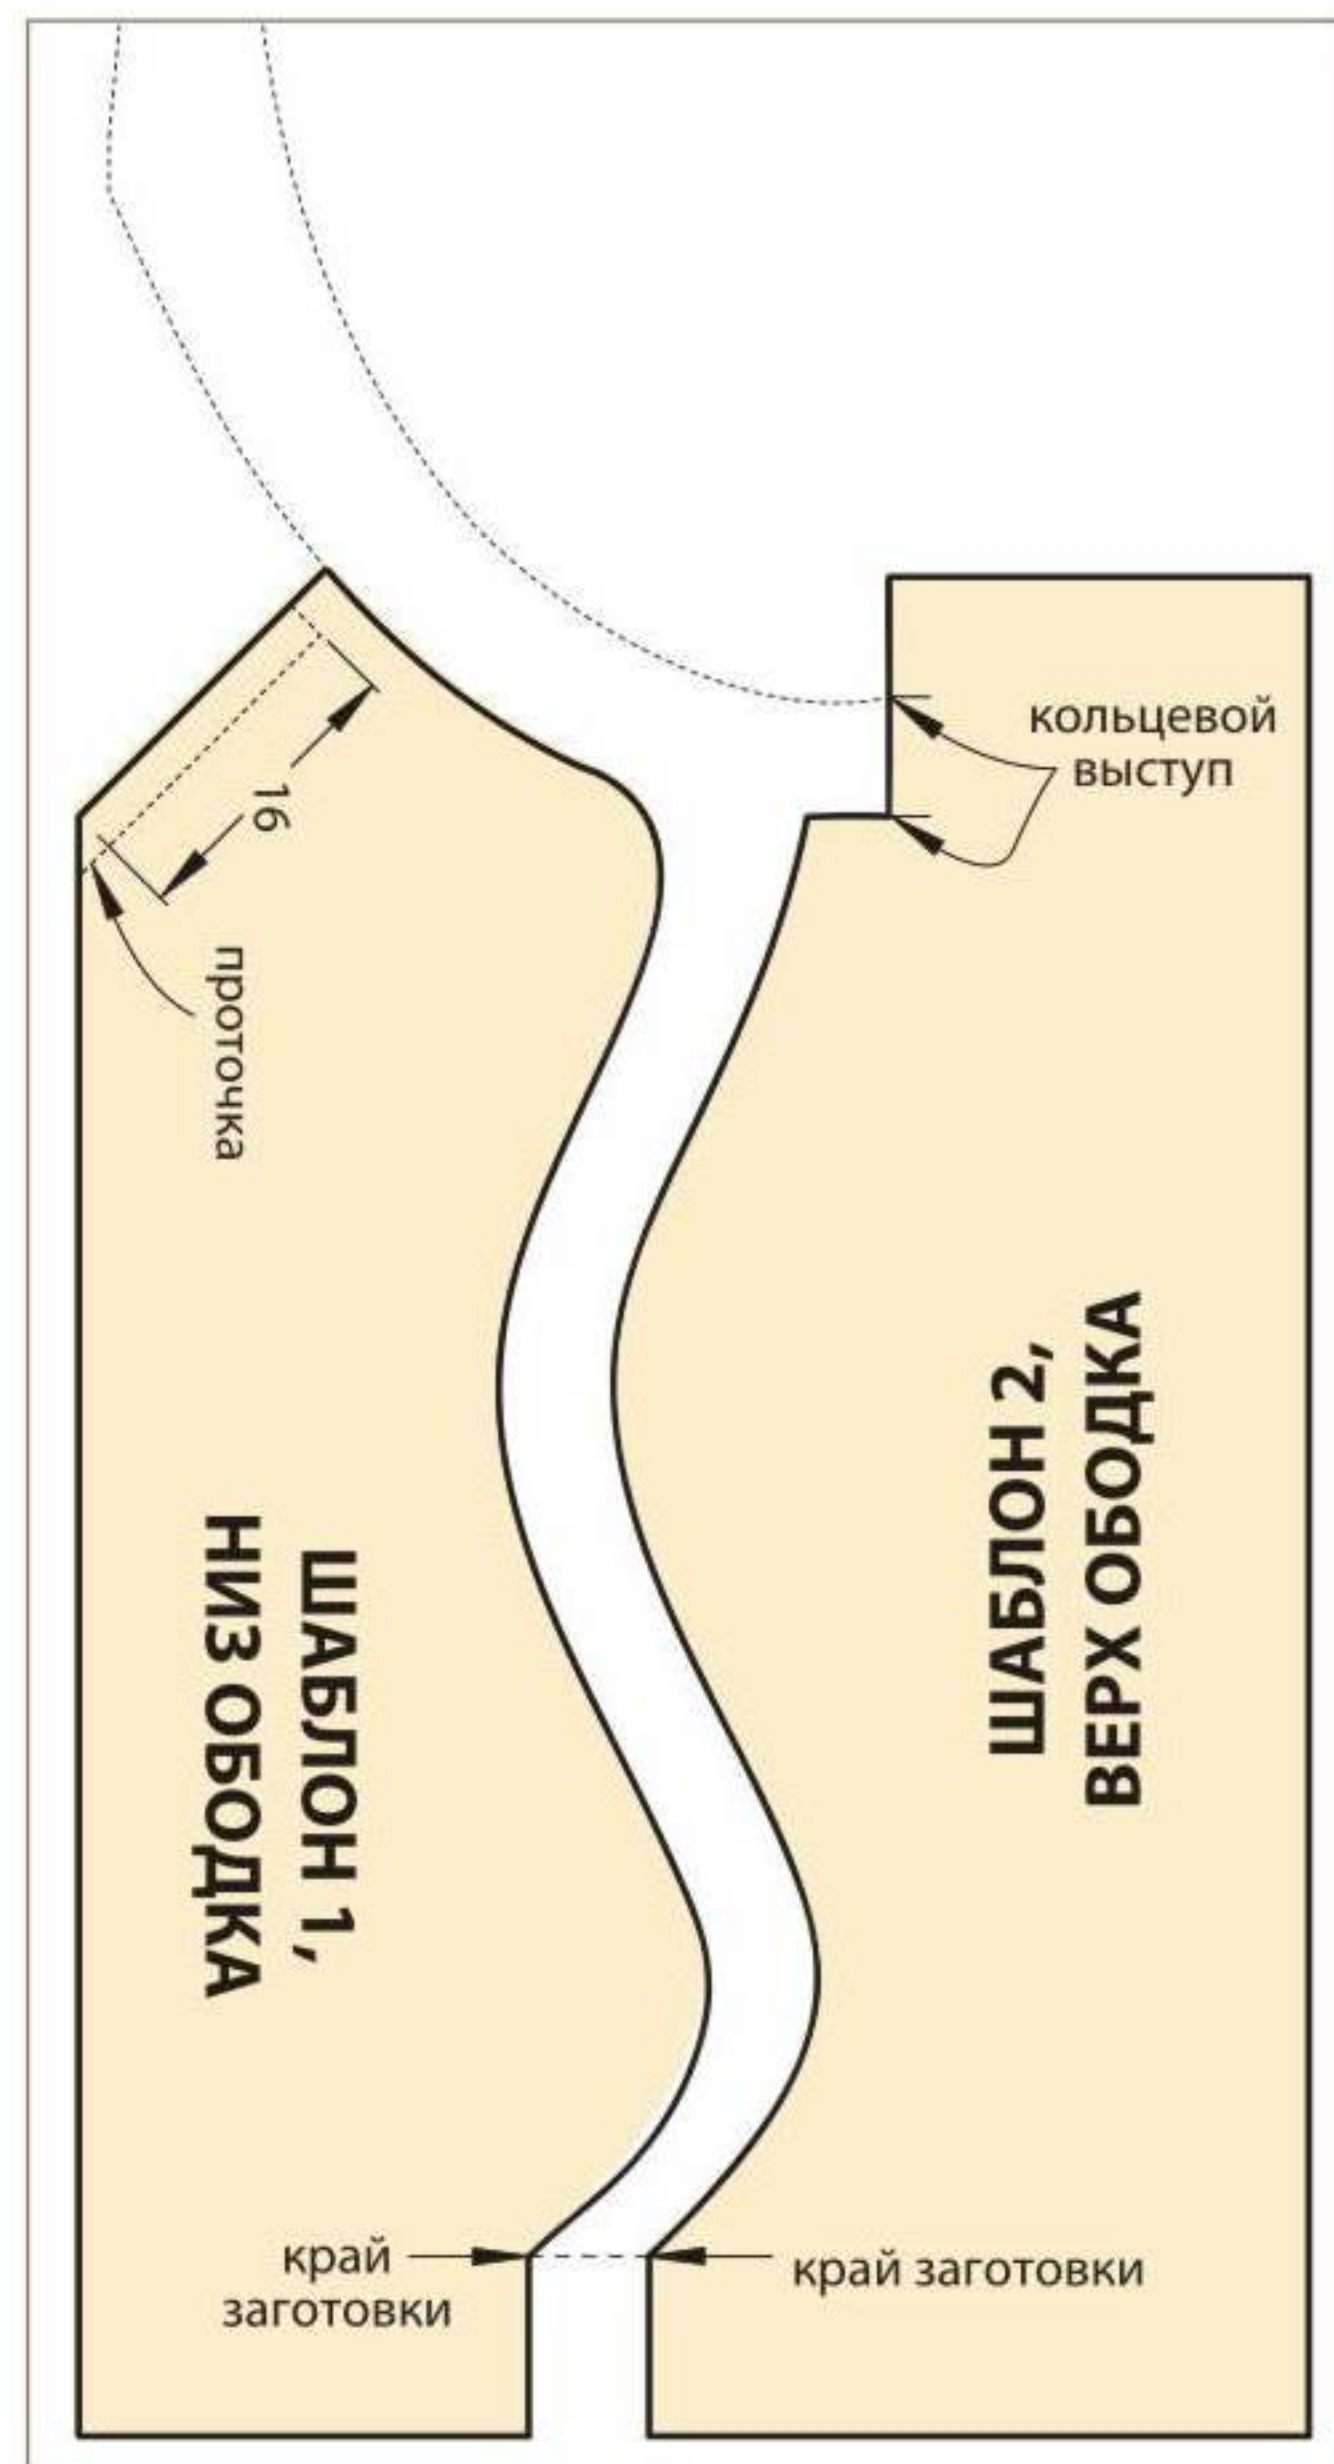 кольцевой
выступ
16
проточка
ШАБЛОН 2,
ВЕРХ ОБОДКА
ШАБЛОН 1,
НИЗ ОБОДКА
край
заготовки
край заготовки